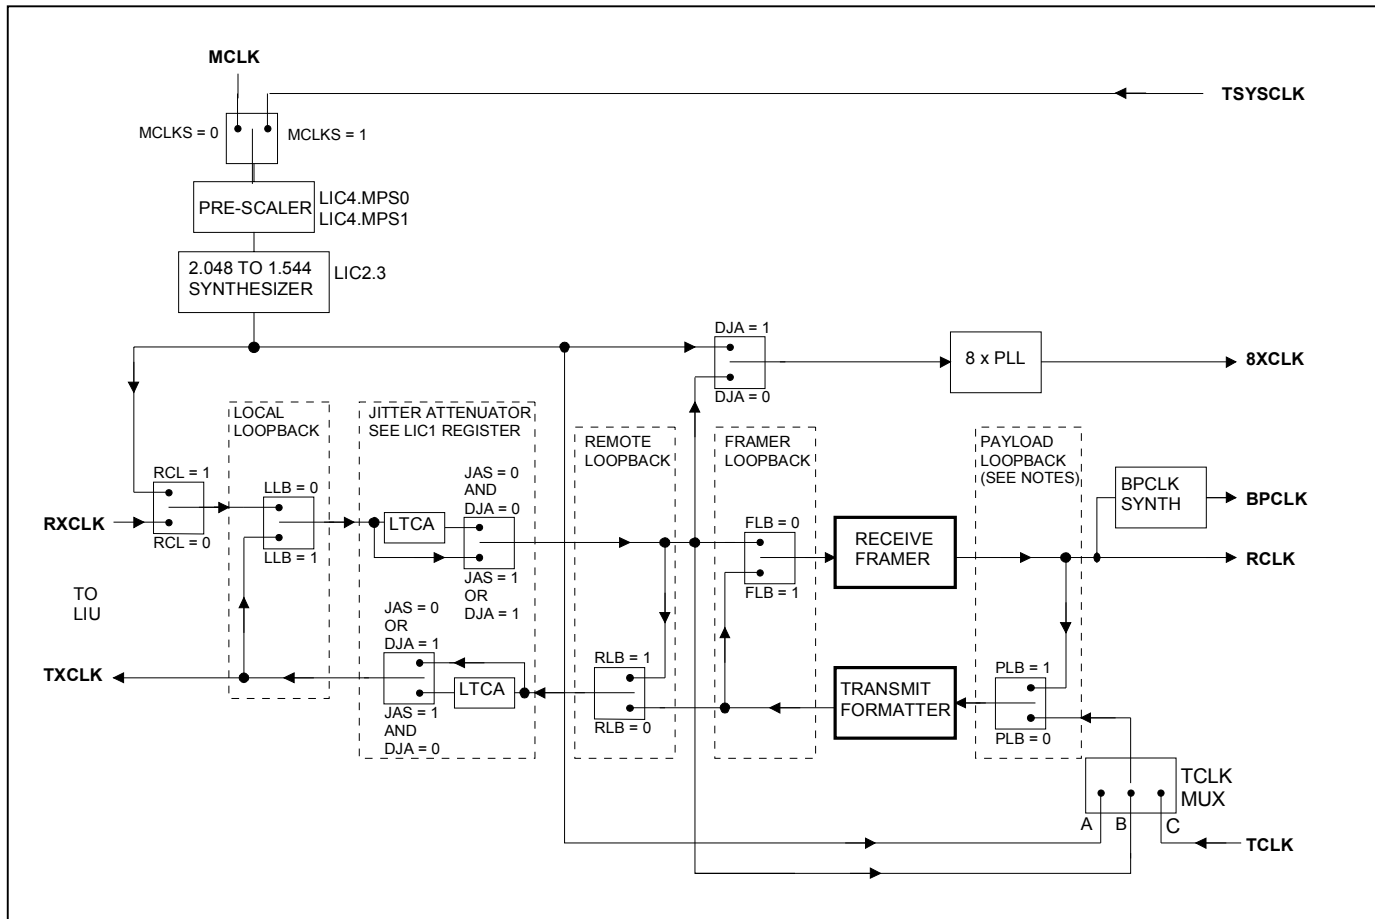 MCLK
TSYSCLK
MCLKS = 0
MCLKS = 1
PRE-SCALER
LIC4.MPS0
LIC4.MPS1
2.048 TO 1.544
SYNTHESIZER
LIC2.3
DJA = 1
8 x PLL
8XCLK
DJA = 0
LOCAL
LOOPBACK
JITTER ATTENUATOR
SEE LIC1 REGISTER
REMOTE
LOOPBACK
FRAMER
LOOPBACK
PAYLOAD
LOOPBACK
(SEE NOTES)
RCL = 1
LLB = 0
JAS = 0
AND
DJA = 0
BPCLK
SYNTH
BPCLK
RXCLK
RCL = 0
LLB = 1
LTCA
FLB = 0
RECEIVE
FRAMER
RCLK
JAS = 1
OR
DJA = 1
FLB = 1
TO
LIU
JAS = 0
OR
DJA = 1
RLB = 1
PLB = 1
TXCLK
LTCA
TRANSMIT
FORMATTER
JAS = 1
AND
DJA = 0
RLB = 0
PLB = 0
TCLK
MUX
A
B
C
TCLK